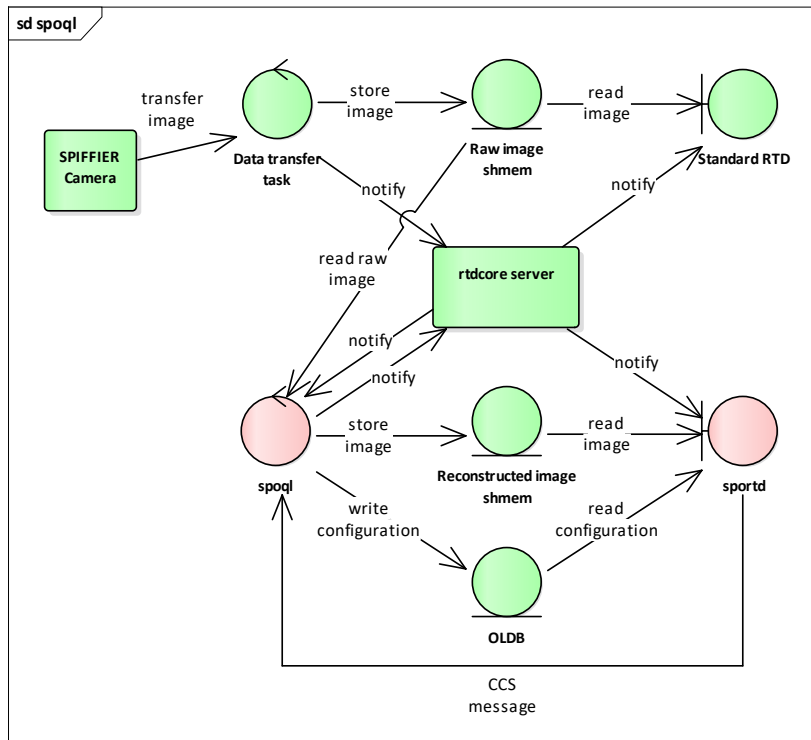 sd spoql
transfer
image
store
image
read
image
SPIFFIER
Camera
Data transfer
task
Raw image
shmem
Standard RTD
notify
notify
read raw
image
rtdcore server
notify
notify
notify
store
image
read
image
spoql
Reconstructed image
shmem
sportd
write
configuration
read
configuration
OLDB
CCS
message